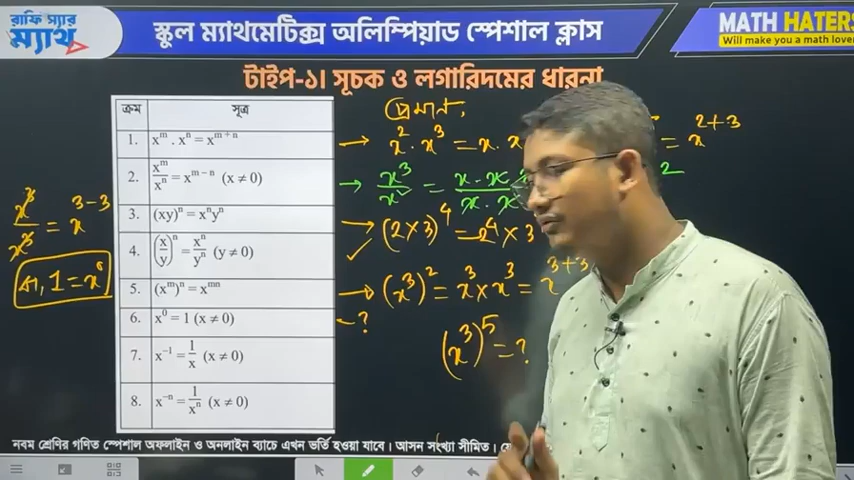 রাফি স্যার
ম্যাথ
স্কুল ম্যাথমেটিক্স অলিম্পিয়াড স্পেশাল ক্লাস
MATH HATERS
Will make you a math lover
টাইপ-১। সূচক ও লগারিদমের ধারনা
ক্রম সূত্র
1. xᵐ . xⁿ = xᵐ⁺ⁿ
2. xᵐ/xⁿ = xᵐ⁻ⁿ (x ≠ 0)
3. (xy)ⁿ = xⁿyⁿ
4. (x/y)ⁿ = xⁿ/yⁿ (y ≠ 0)
5. (xᵐ)ⁿ = xᵐⁿ
6. x⁰ = 1 (x ≠ 0)
7. x⁻¹ = 1/x (x ≠ 0)
8. x⁻ⁿ = 1/xⁿ (x ≠ 0)
প্রমাণ,
→ x² . x³ = x . x = x²⁺³
→ x³/x² = x . x / x . x 2
→ (2×3)⁴ = 2⁴ × 3
→ (x³)² = x³ × x³ = x³⁺³
- ?
(x³)⁵ = ?
x³/x³ = x³⁻³
বা, 1 = x⁰
নবম শ্রেণির গণিত স্পেশাল অফলাইন ও অনলাইন ব্যাচে এখন ভর্তি হওয়া যাবে। আসন সংখ্যা সীমিত।